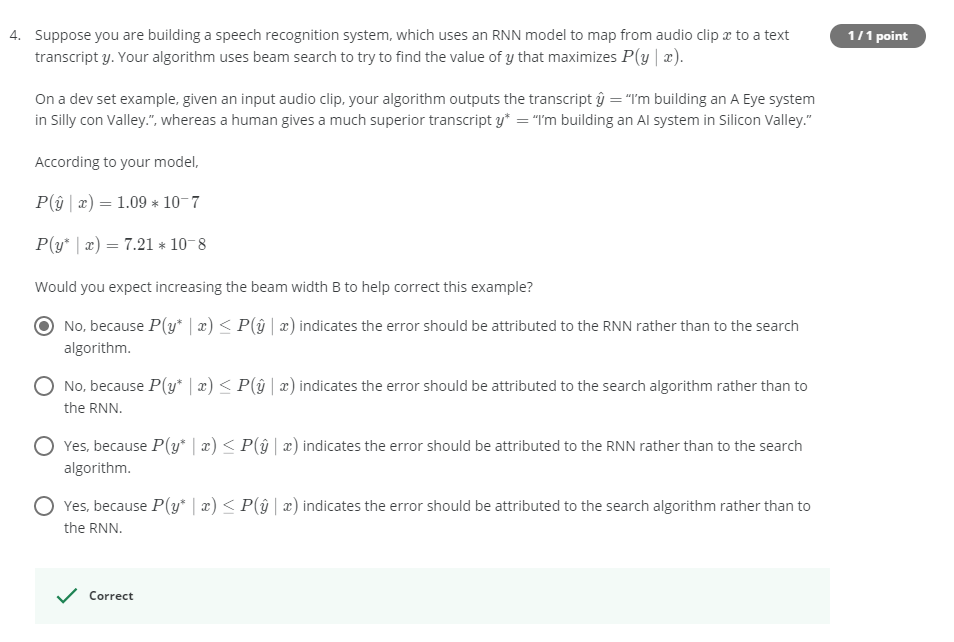 4. Suppose you are building a speech recognition system, which uses an RNN model to map from audio clip x to a text
1 / 1 point
transcript y. Your algorithm uses beam search to try to find the value of y that maximizes P(y | x).
On a dev set example, given an input audio clip, your algorithm outputs the transcript ŷ = “I’m building an A Eye system
in Silly con Valley.”, whereas a human gives a much superior transcript y* = “I’m building an AI system in Silicon Valley.”
According to your model,
P(ŷ | x) = 1.09 * 10⁻7
P(y* | x) = 7.21 * 10⁻8
Would you expect increasing the beam width B to help correct this example?
No, because P(y* | x) ≤ P(ŷ | x) indicates the error should be attributed to the RNN rather than to the search
algorithm.
No, because P(y* | x) ≤ P(ŷ | x) indicates the error should be attributed to the search algorithm rather than to
the RNN.
Yes, because P(y* | x) ≤ P(ŷ | x) indicates the error should be attributed to the RNN rather than to the search
algorithm.
Yes, because P(y* | x) ≤ P(ŷ | x) indicates the error should be attributed to the search algorithm rather than to
the RNN.
Correct